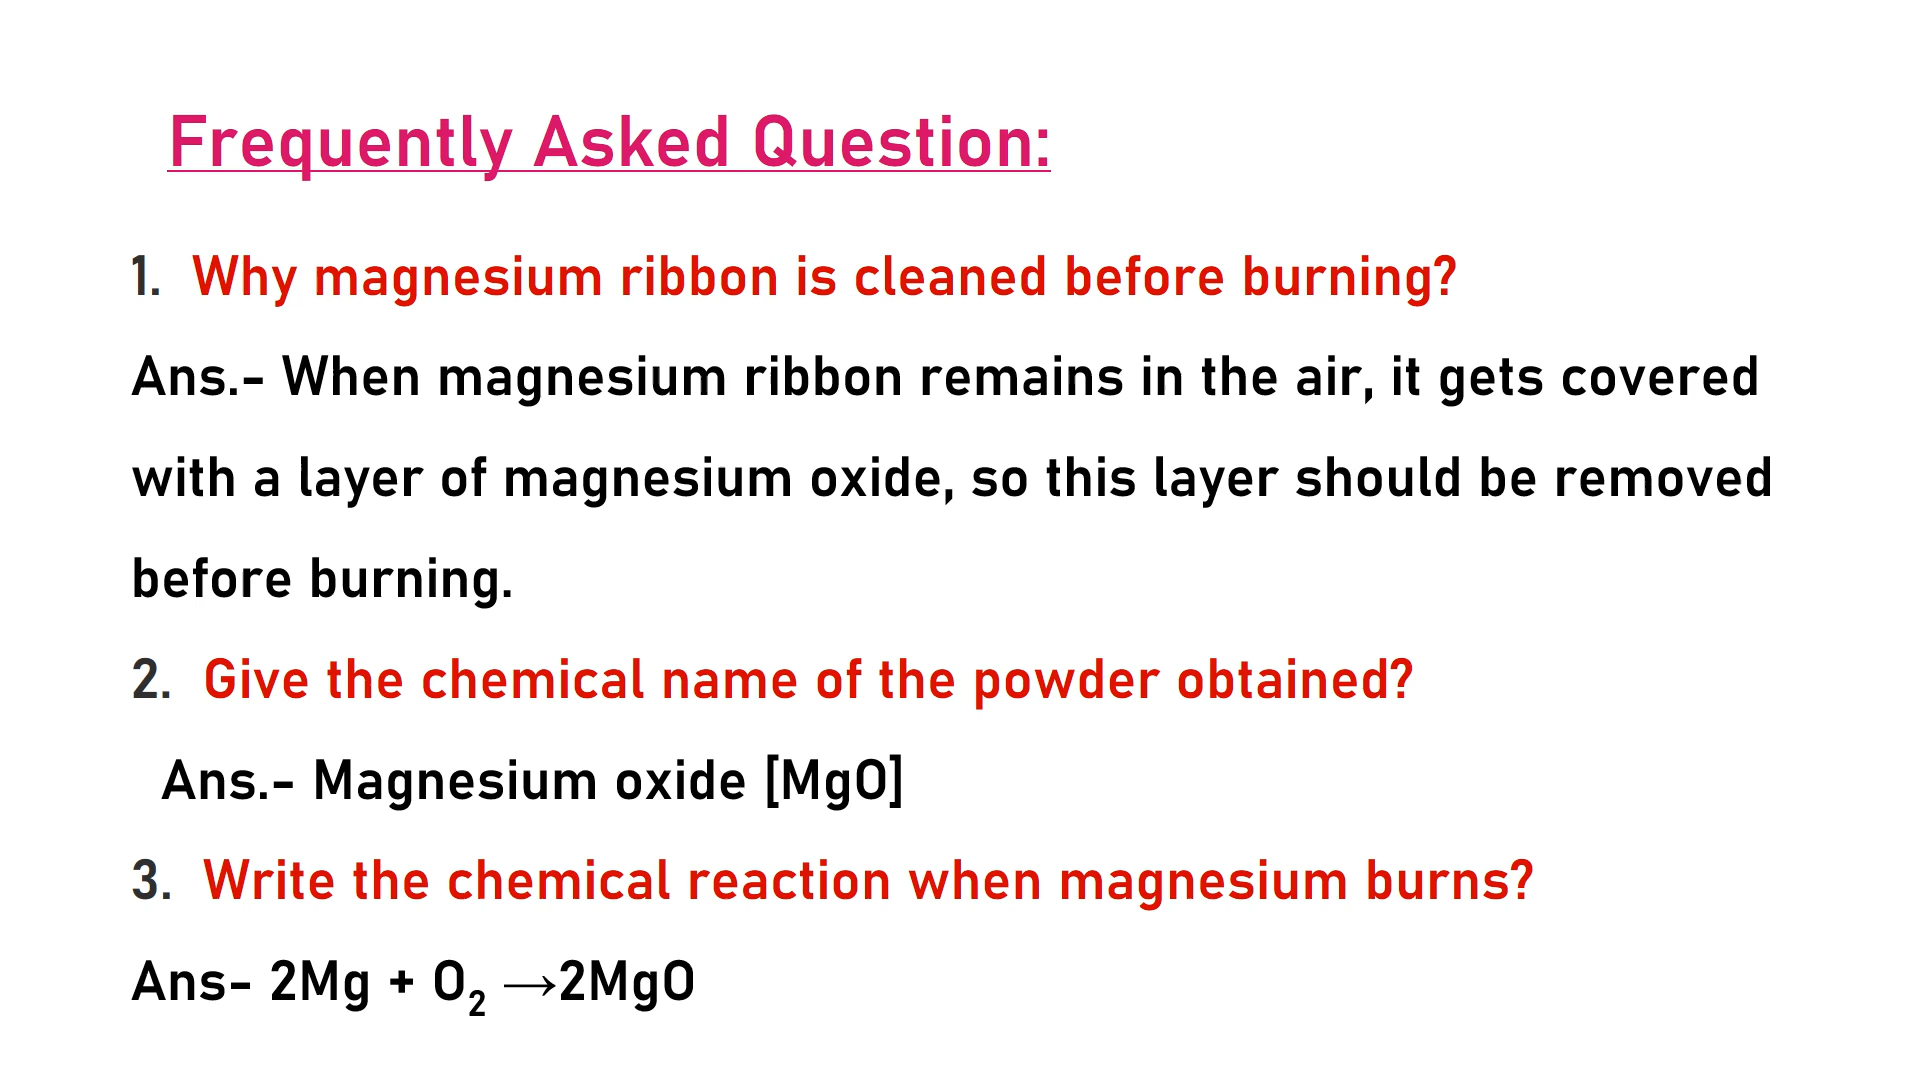 Frequently Asked Question:
1. Why magnesium ribbon is cleaned before burning?
Ans.- When magnesium ribbon remains in the air, it gets covered
with a layer of magnesium oxide, so this layer should be removed
before burning.
2. Give the chemical name of the powder obtained?
Ans.- Magnesium oxide [MgO]
3. Write the chemical reaction when magnesium burns?
Ans- 2Mg + O₂ →2MgO